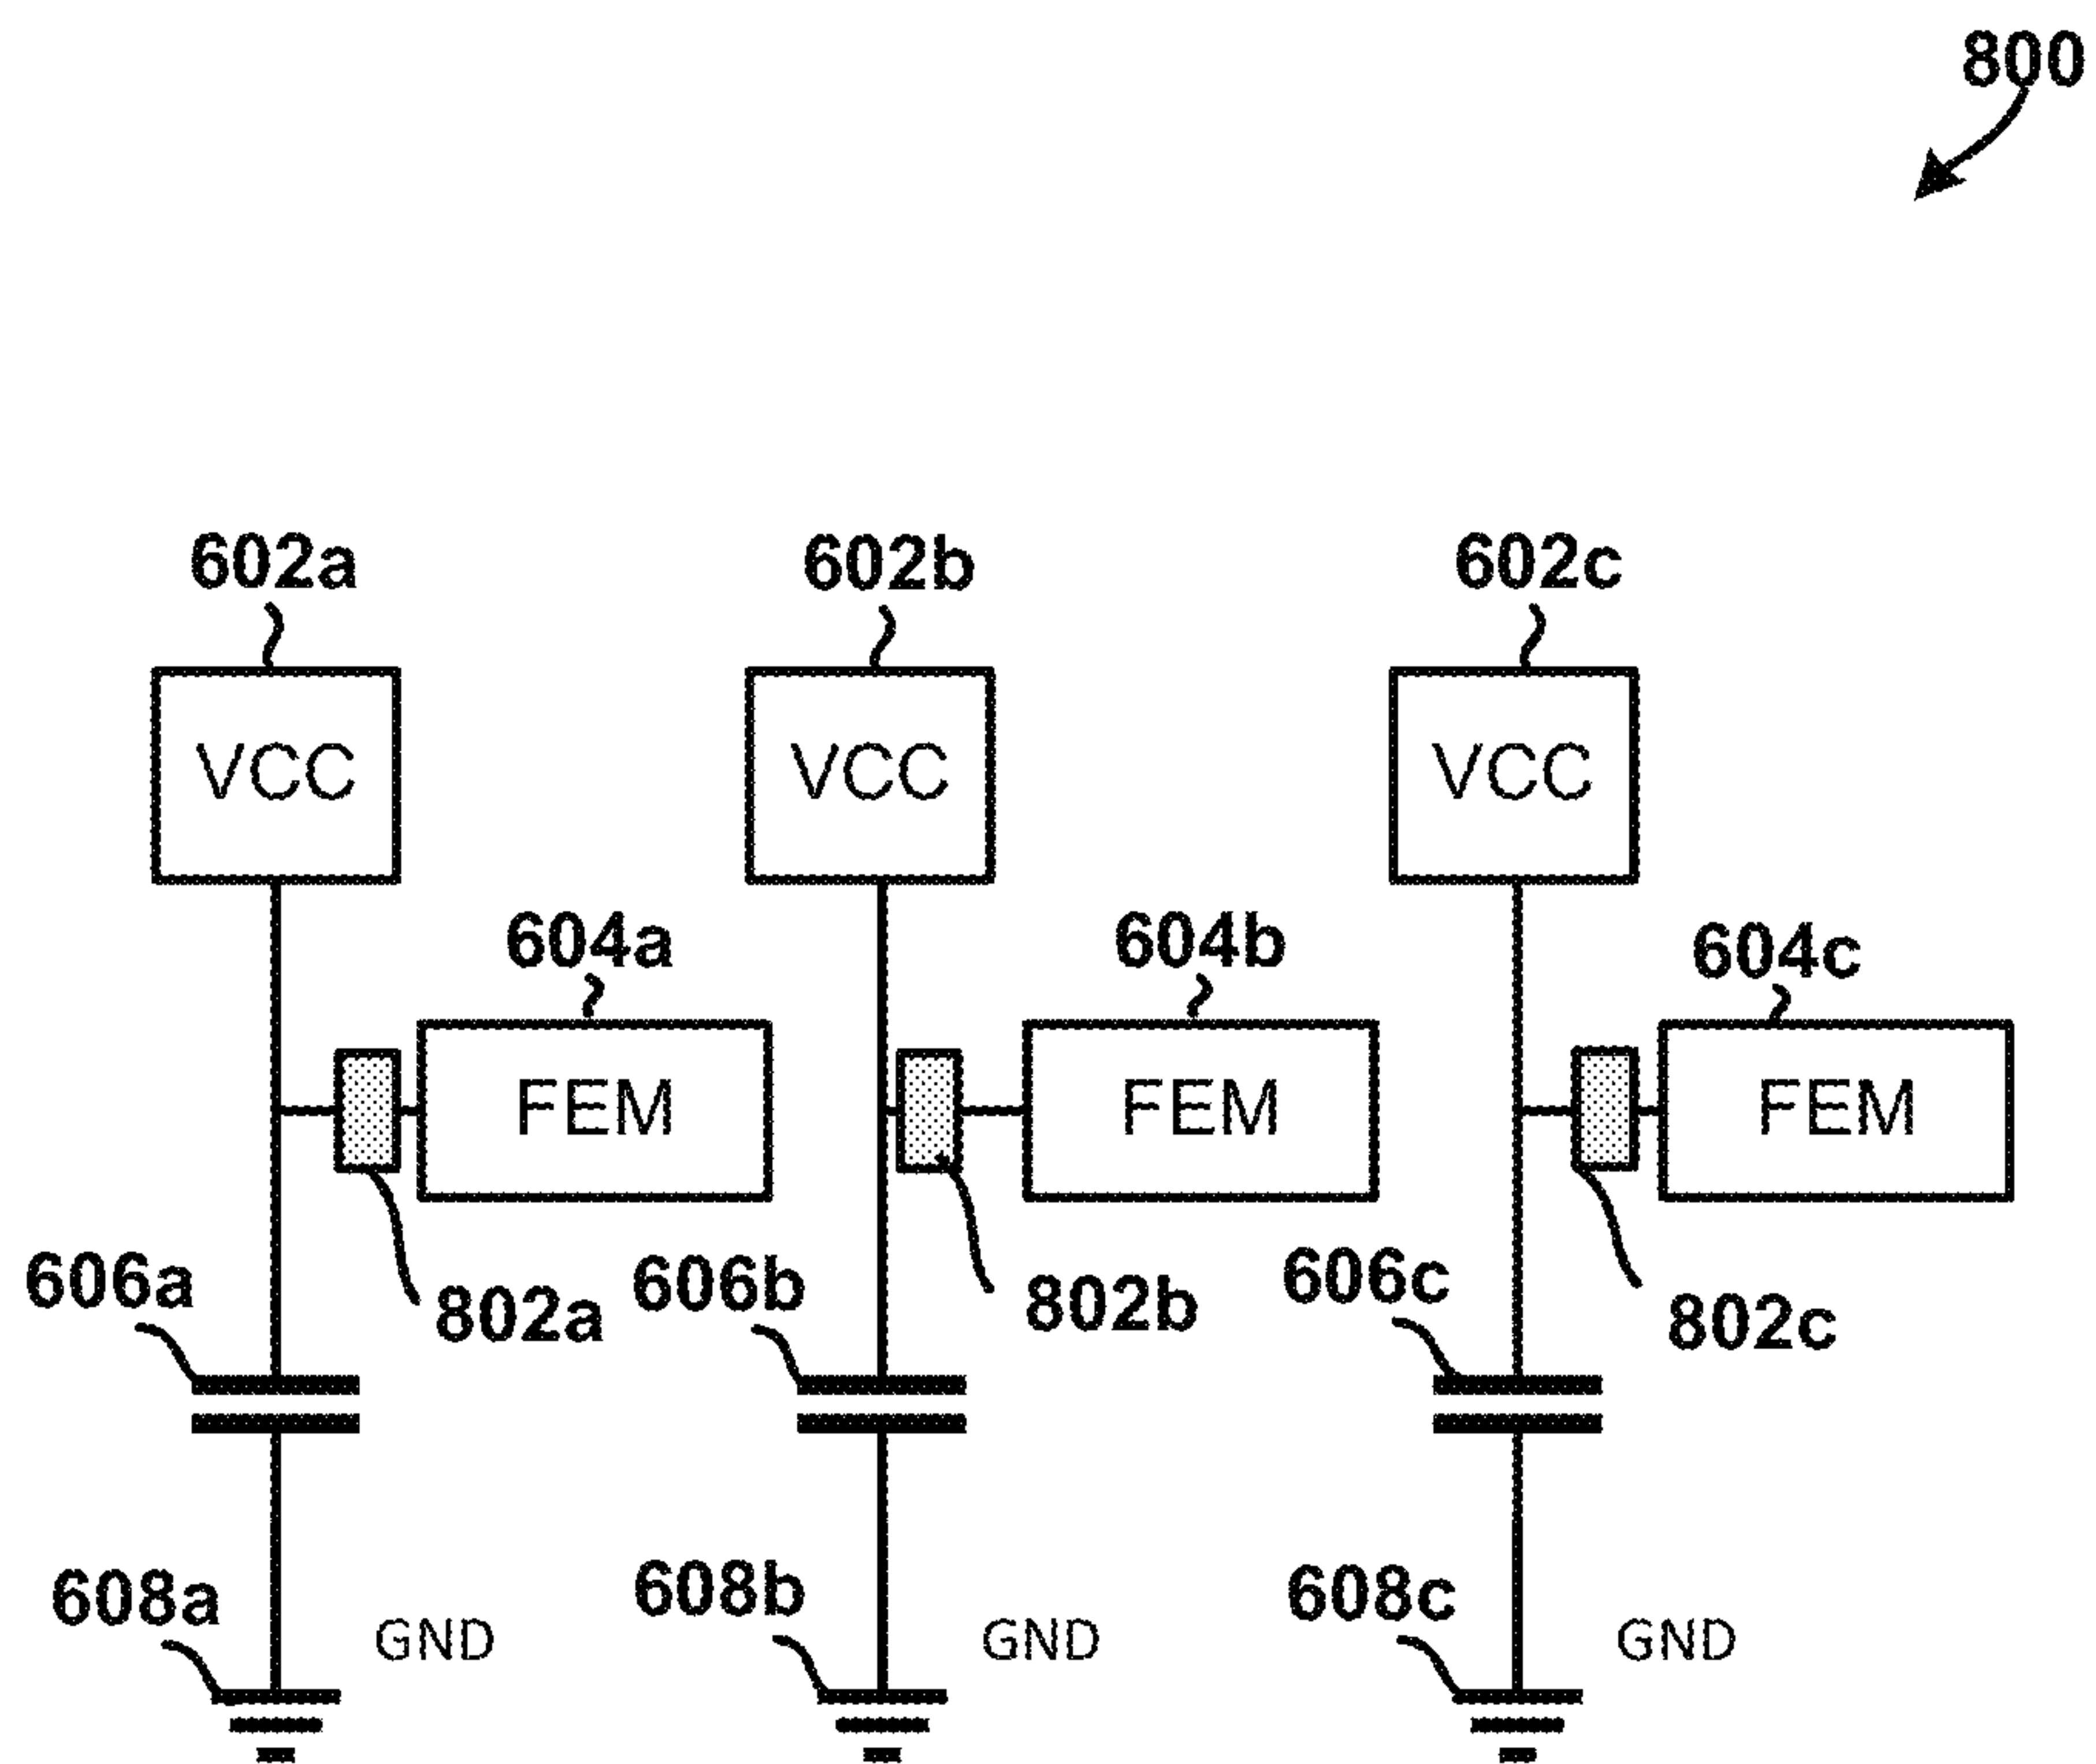 800
602a 602b 602c
VCC VCC VCC
604a 604b 604c
FEM FEM FEM
606a 802a 606b 802b 606c 802c
608a GND 608b GND 608c GND